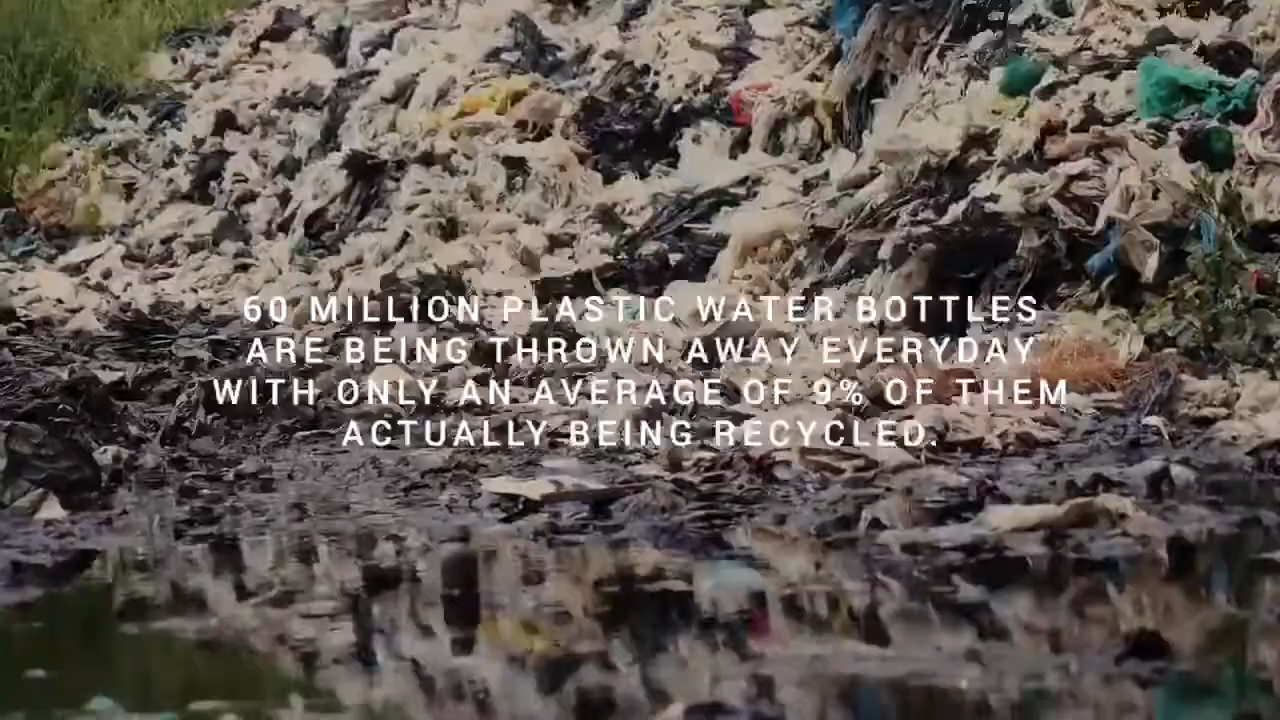 60 MILLION PLASTIC WATER BOTTLES
ARE BEING THROWN AWAY EVERYDAY
WITH ONLY AN AVERAGE OF 9% OF THEM
ACTUALLY BEING RECYCLED.